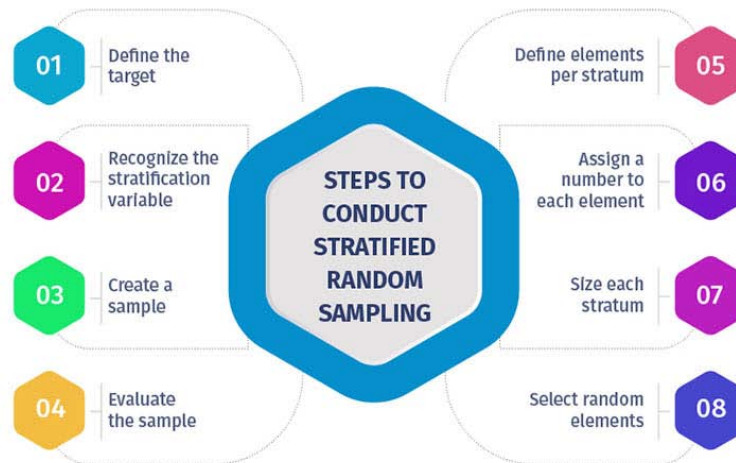 01
Define the
target
02
Recognize the
stratification
variable
03
Create a
sample
04
Evaluate
the sample
STEPS TO
CONDUCT
STRATIFIED
RANDOM
SAMPLING
Define elements
per stratum
05
Assign a
number to
each element
06
Size each
stratum
07
Select random
elements
08